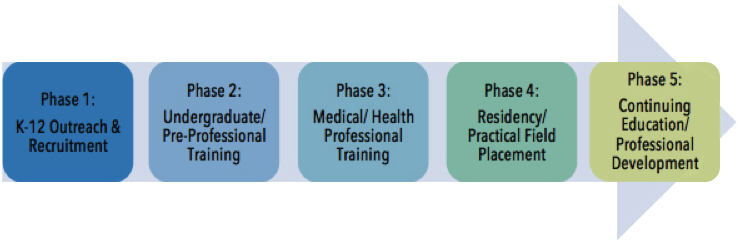 Phase 1:
K-12 Outreach &
Recruitment
Phase 2:
Undergraduate/
Pre-Professional
Training
Phase 3:
Medical/ Health
Professional
Training
Phase 4:
Residency/
Practical Field
Placement
Phase 5:
Continuing
Education/
Professional
Development